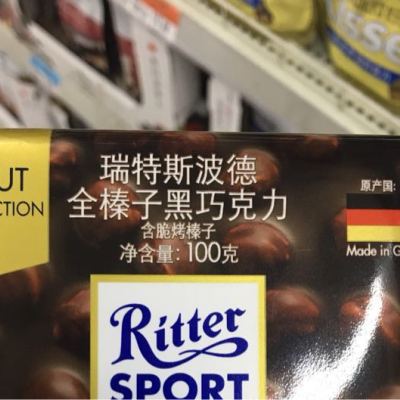 瑞特斯波德
全榛子黑巧克力
含脆烤榛子
净含量: 100克
原产国:
Made in G
UT
CTION
Ritter
SPORT